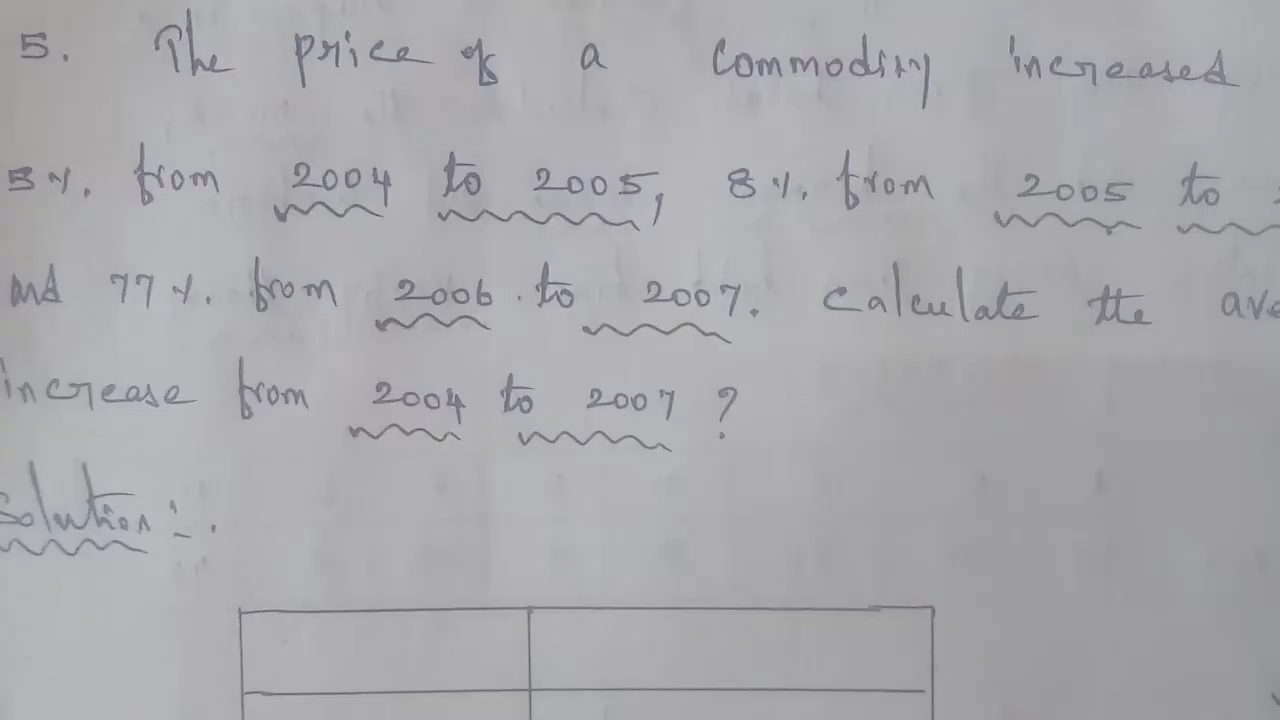 5. The price of a commodity increased
5%. from 2004 to 2005, 8%. from 2005 to
and 77%. from 2006 to 2007. Calculate the ave
increase from 2004 to 2007 ?
Solution :-.